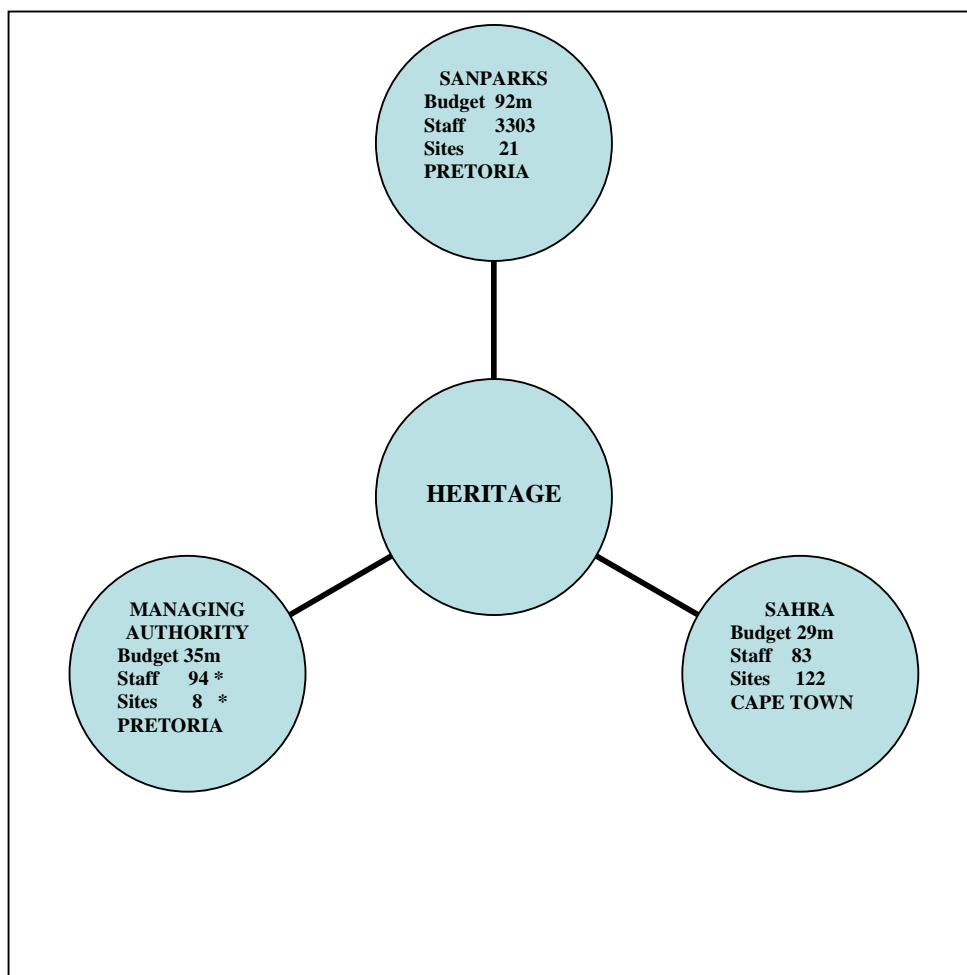 SANPARKS
Budget 92m
Staff 3303
Sites 21
PRETORIA
HERITAGE
MANAGING
AUTHORITY
Budget 35m
Staff 94 *
Sites 8 *
PRETORIA
SAHRA
Budget 29m
Staff 83
Sites 122
CAPE TOWN